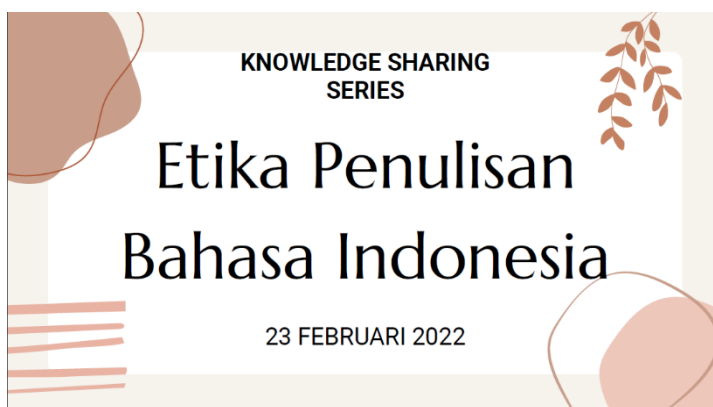 KNOWLEDGE SHARING
SERIES
Etika Penulisan
Bahasa Indonesia
23 FEBRUARI 2022